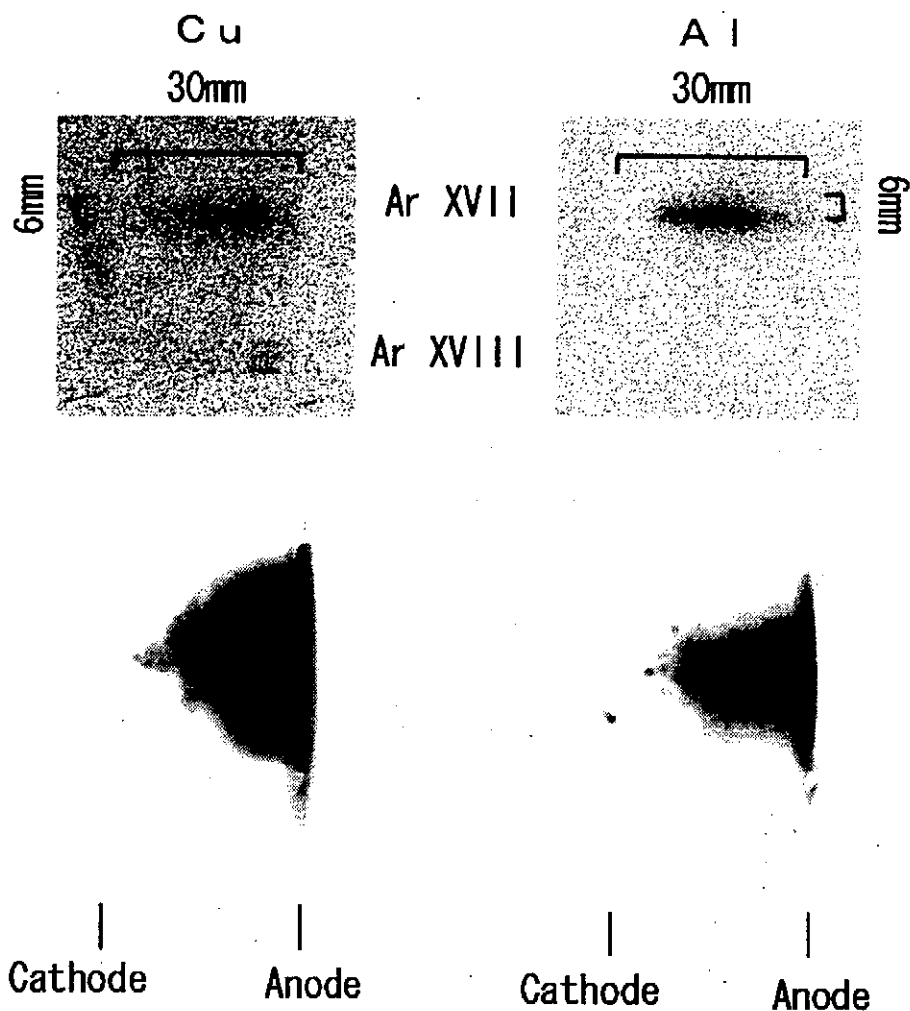 Cu
Al
30mm
30mm
6mm
Ar XVII
6mm
Ar XVIII
Cathode
Anode
Cathode
Anode